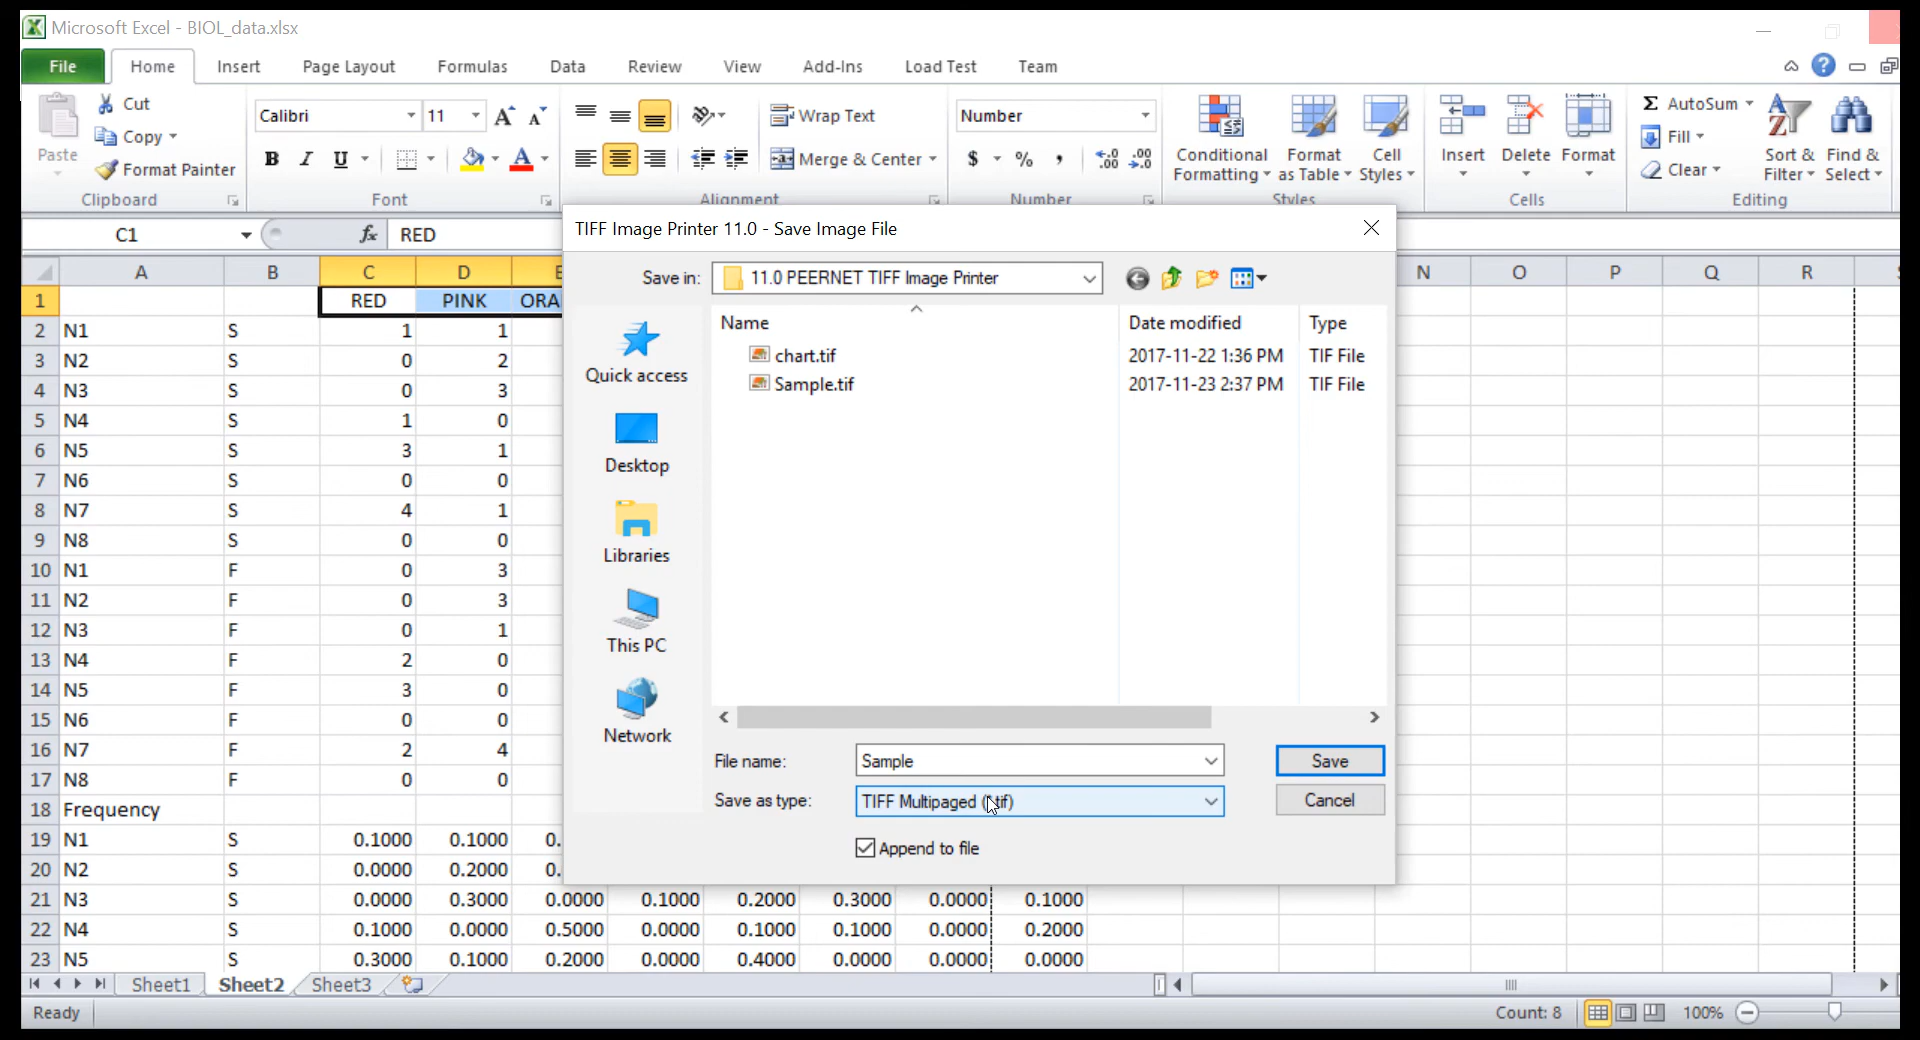 Microsoft Excel - BIOL_data.xlsx
File Home Insert Page Layout Formulas Data Review View Add-Ins Load Test Team
Cut
Copy
Format Painter
Paste
Clipboard
Calibri 11
B I U
Font
Wrap Text
Merge & Center
Alignment
Number
$ % ,
Number
Conditional Formatting
Format as Table
Cell Styles
Styles
Insert Delete Format
Cells
AutoSum
Fill
Clear
Sort & Filter
Find & Select
Editing
C1 fx RED
TIFF Image Printer 11.0 - Save Image File
Save in: 11.0 PEERNET TIFF Image Printer
Name Date modified Type
chart.tif 2017-11-22 1:36 PM TIF File
Sample.tif 2017-11-23 2:37 PM TIF File
Quick access
Desktop
Libraries
This PC
Network
File name: Sample Save
Save as type: TIFF Multipaged Cancel
Append to file
A B C D E N O P Q R
1 RED PINK ORA
2 N1 S 1 1
3 N2 S 0 2
4 N3 S 0 3
5 N4 S 1 0
6 N5 S 3 1
7 N6 S 0 0
8 N7 S 4 1
9 N8 S 0 0
10 N1 F 0 3
11 N2 F 0 3
12 N3 F 0 1
13 N4 F 2 0
14 N5 F 3 0
15 N6 F 0 0
16 N7 F 2 4
17 N8 F 0 0
18 Frequency
19 N1 S 0.1000 0.1000 0.
20 N2 S 0.0000 0.2000 0.
21 N3 S 0.0000 0.3000 0.0000 0.1000 0.2000 0.3000 0.0000 0.1000
22 N4 S 0.1000 0.0000 0.5000 0.0000 0.1000 0.1000 0.0000 0.2000
23 N5 S 0.3000 0.1000 0.2000 0.0000 0.4000 0.0000 0.0000 0.0000
Sheet1 Sheet2 Sheet3
Ready Count: 8 100%